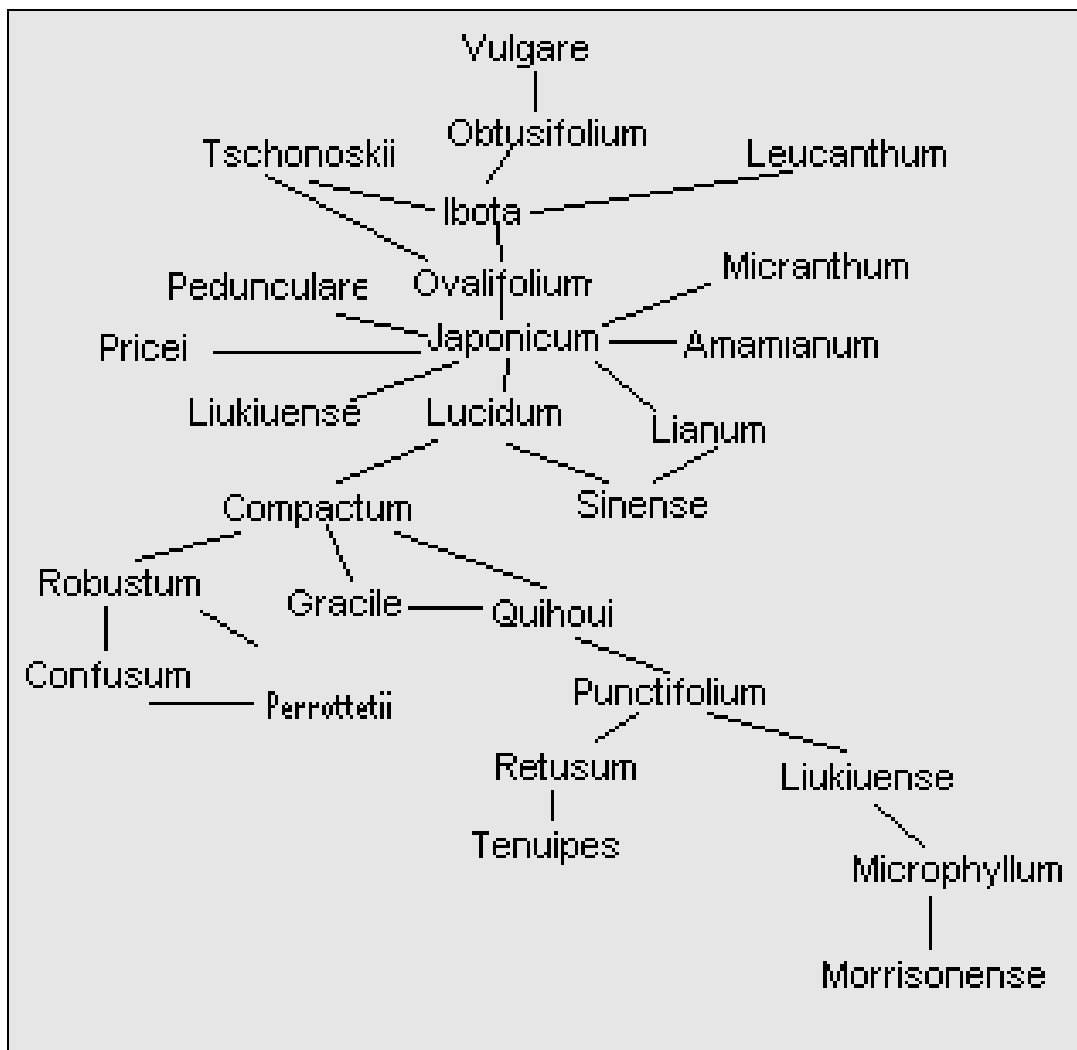 Vulgare
Obtusifolium
Tschonoskii
Leucanthum
Ibota
Micranthum
Pedunculare
Ovalifolium
Japonicum
Pricei
Amamianum
Liukiuense
Lucidum
Lianum
Compactum
Sinense
Robustum
Gracile
Quihoui
Confusum
Perrottetii
Punctifolium
Retusum
Liukiuense
Tenuipes
Microphyllum
Morrisonense